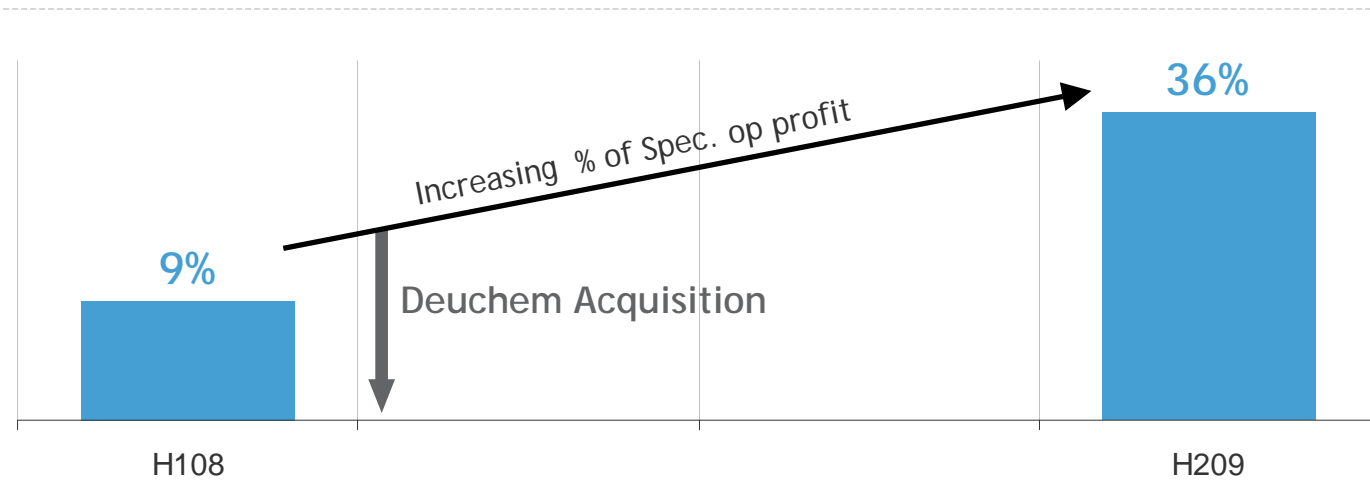 36%
Increasing % of Spec. op profit
9%
Deuchem Acquisition
H108
H209